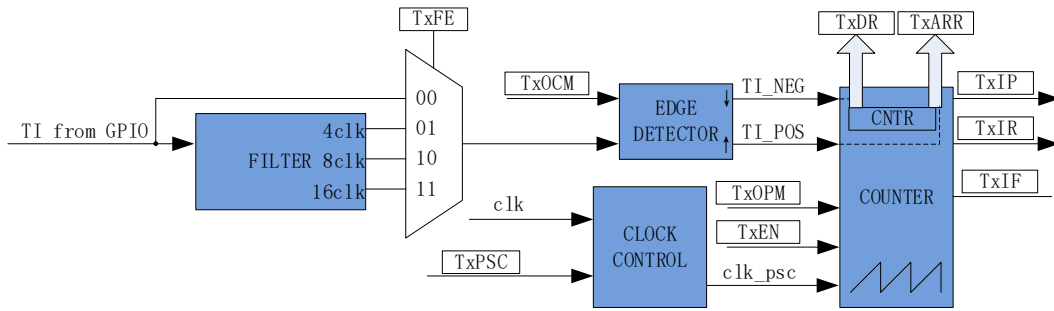 TxFE
TxDR
TxARR
TxOCM
TI_NEG
TxIP
00
EDGE
DETECTOR
↓
↑
CNTR
TI from GPIO
4clk
01
TI_POS
TxIR
FILTER 8clk
10
16clk
11
TxIF
clk
TxOPM
COUNTER
CLOCK
CONTROL
TxEN
TxPSC
clk_psc